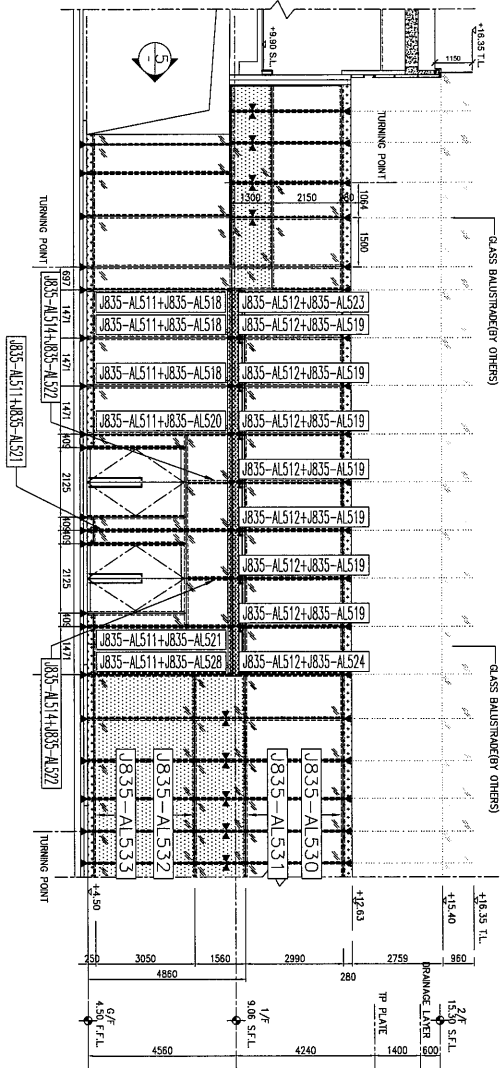 +16.35 T.L.
1150
+9.90 S.L.
5
-
TURNING POINT
GLASS BALUSTRADE(BY OTHERS)
1300
2150
1064
1500
TURNING POINT
697
1471
1471
1471
409
2125
409
409
2125
409
1471
J835-AL511+J835-AL518
J835-AL512+J835-AL523
J835-AL511+J835-AL518
J835-AL512+J835-AL519
J835-AL511+J835-AL518
J835-AL512+J835-AL519
J835-AL511+J835-AL520
J835-AL512+J835-AL519
J835-AL512+J835-AL519
J835-AL512+J835-AL519
J835-AL512+J835-AL519
J835-AL512+J835-AL519
J835-AL511+J835-AL521
J835-AL511+J835-AL528
J835-AL512+J835-AL524
J835-AL514+J835-AL522
J835-AL511+J835-AL521
J835-AL514+J835-AL522
GLASS BALUSTRADE(BY OTHERS)
J835-AL530
J835-AL531
J835-AL532
J835-AL533
TURNING POINT
+4.50
+12.63
+15.40
+16.35 T.L.
250
3050
1560
2990
2759
960
4860
280
G/F
4.50 F.F.L.
1/F
9.06 S.F.L.
TP PLATE
DRAINAGE LAYER
2/F
15.30 S.F.L.
4560
4240
1400
600